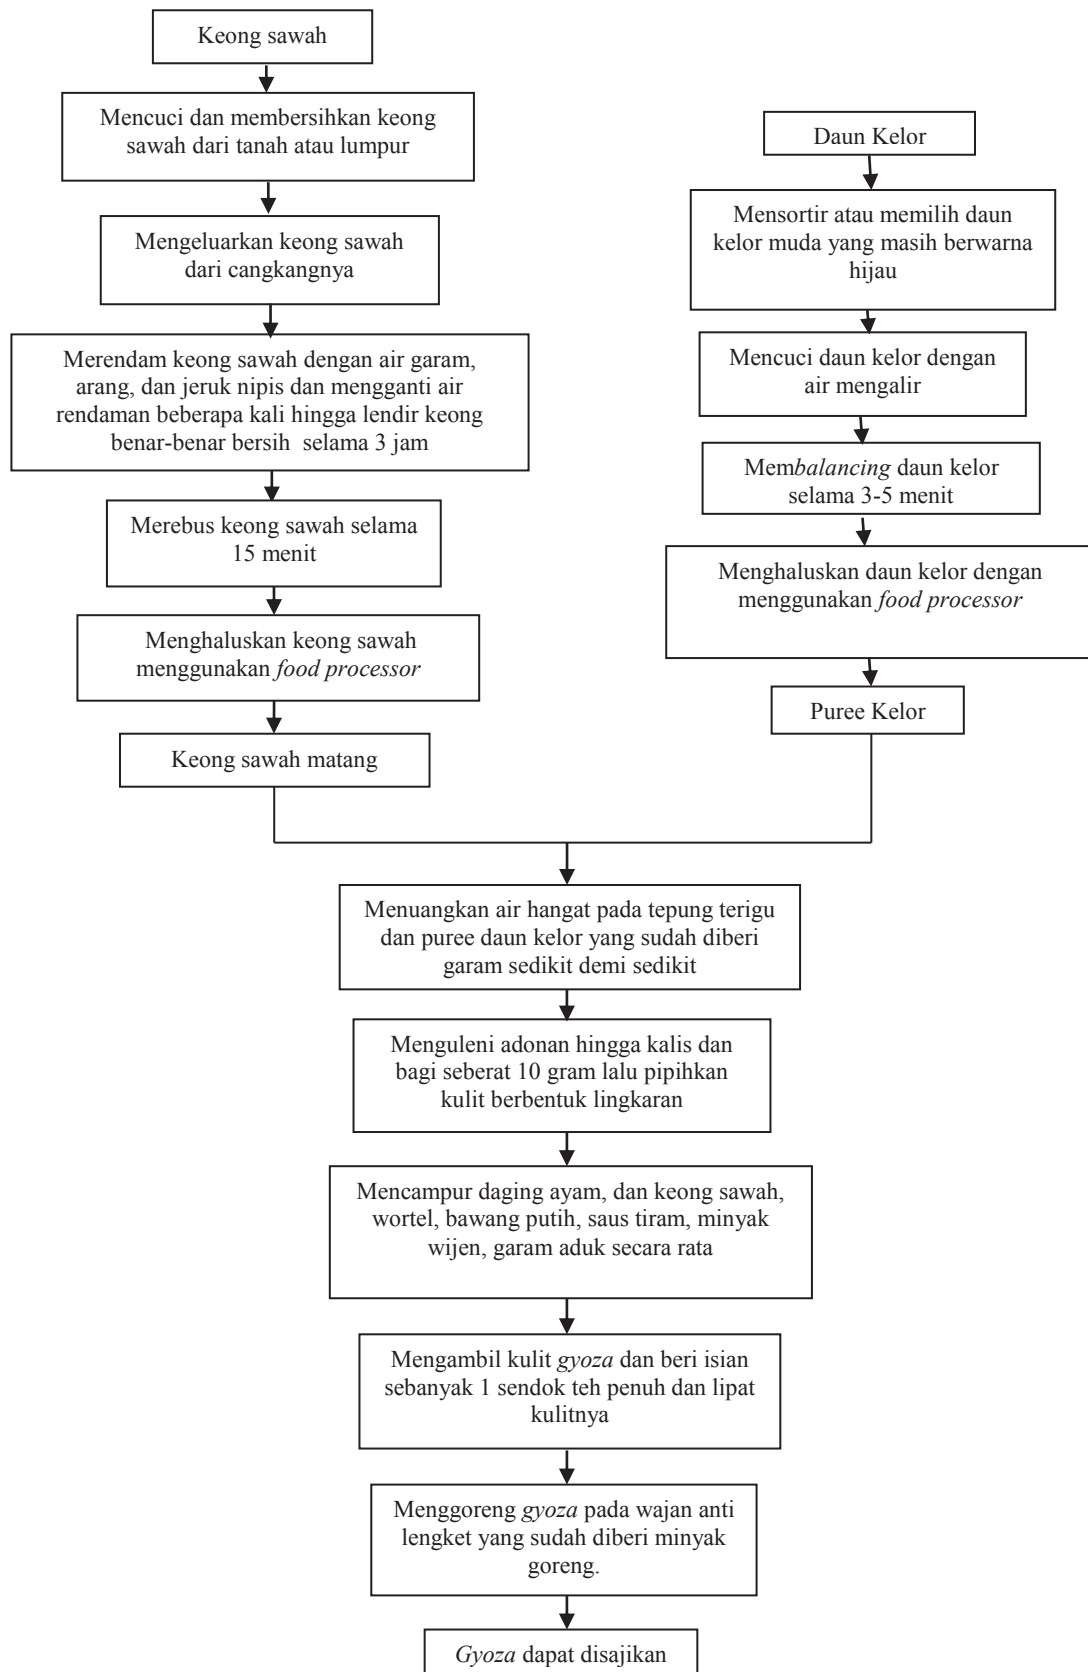 Keong sawah
Mencuci dan membersihkan keong
sawah dari tanah atau lumpur
Mengeluarkan keong sawah
dari cangkangnya
Merendam keong sawah dengan air garam,
arang, dan jeruk nipis dan mengganti air
rendaman beberapa kali hingga lendir keong
benar-benar bersih selama 3 jam
Merebus keong sawah selama
15 menit
Menghaluskan keong sawah
menggunakan food processor
Keong sawah matang
Daun Kelor
Mensortir atau memilih daun
kelor muda yang masih berwarna
hijau
Mencuci daun kelor dengan
air mengalir
Membalancing daun kelor
selama 3-5 menit
Menghaluskan daun kelor dengan
menggunakan food processor
Puree Kelor
Menuangkan air hangat pada tepung terigu
dan puree daun kelor yang sudah diberi
garam sedikit demi sedikit
Menguleni adonan hingga kalis dan
bagi seberat 10 gram lalu pipihkan
kulit berbentuk lingkaran
Mencampur daging ayam, dan keong sawah,
wortel, bawang putih, saus tiram, minyak
wijen, garam aduk secara rata
Mengambil kulit gyoza dan beri isian
sebanyak 1 sendok teh penuh dan lipat
kulitnya
Menggoreng gyoza pada wajan anti
lengket yang sudah diberi minyak
goreng.
Gyoza dapat disajikan